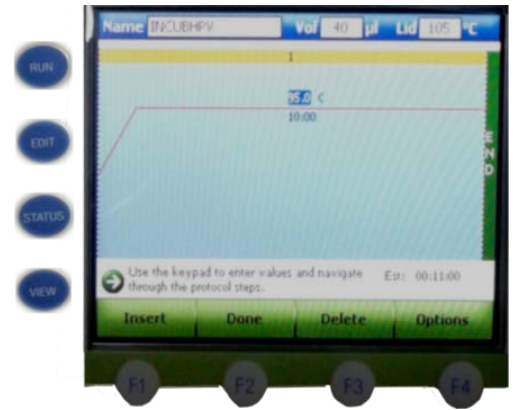 Name INCUBHPV Vol 40 µl Lid 105 °C
1
95.0 C
10:00
END
RUN
EDIT
STATUS
VIEW
Use the keypad to enter values and navigate
through the protocol steps.
Est: 00:11:00
Insert Done Delete Options
F1 F2 F3 F4